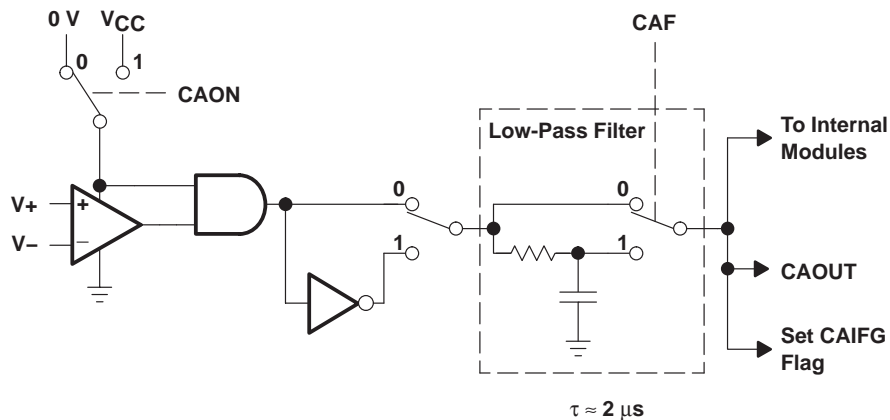 0 V VCC
CAF
0 1
CAON
Low-Pass Filter
To Internal
Modules
0 0
V+ +
V− −
1 1
CAOUT
Set CAIFG
Flag
τ ≈ 2 μs